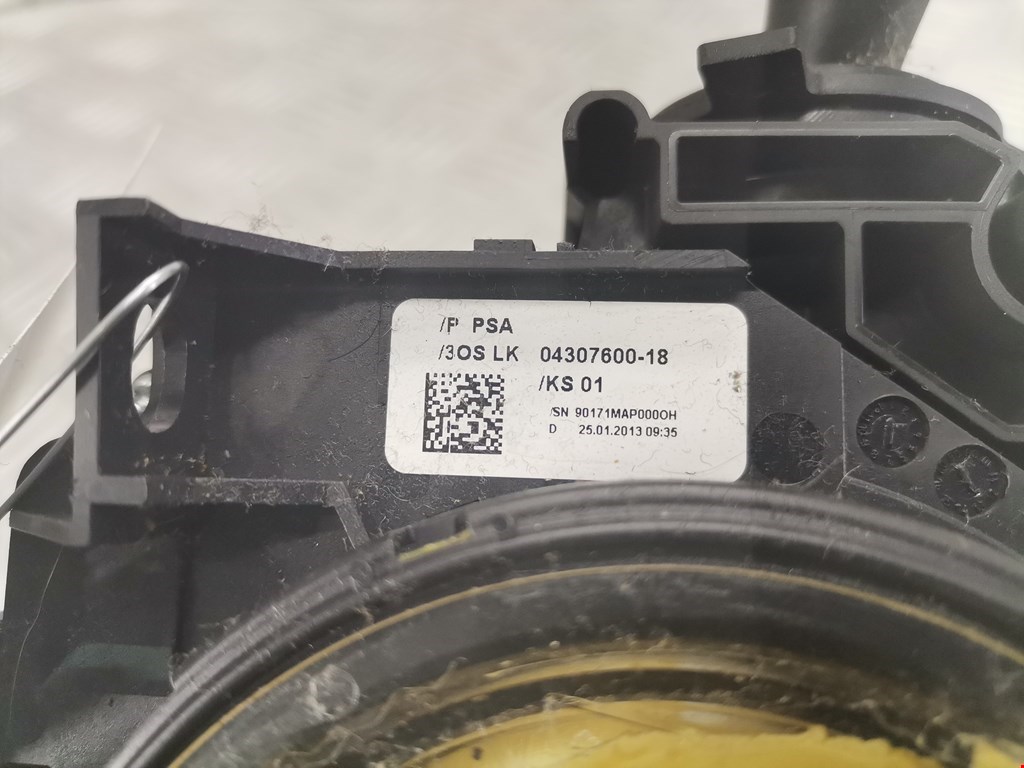 /P PSA
/3OS LK 04307600-18
/KS 01
/SN 90171MAP000OH
D 25.01.2013 09:35